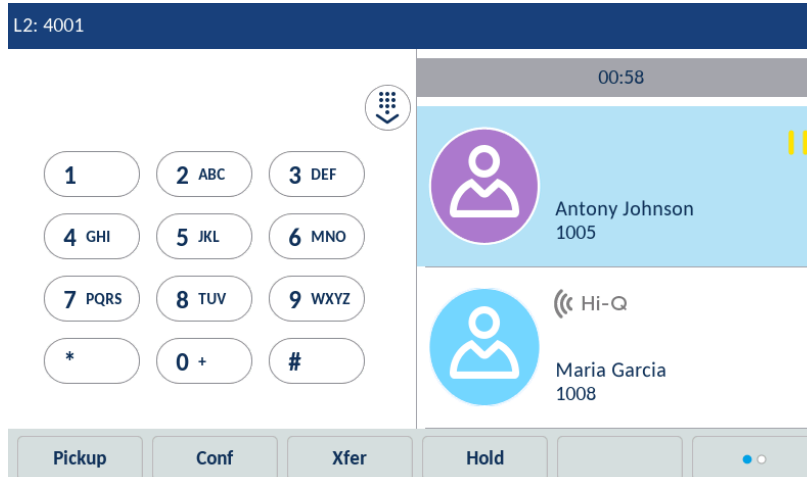 L2: 4001
00:58
1
2 ABC
3 DEF
4 GHI
5 JKL
6 MNO
7 PQRS
8 TUV
9 WXYZ
*
0 +
#
Antony Johnson
1005
Hi-Q
Maria Garcia
1008
Pickup
Conf
Xfer
Hold